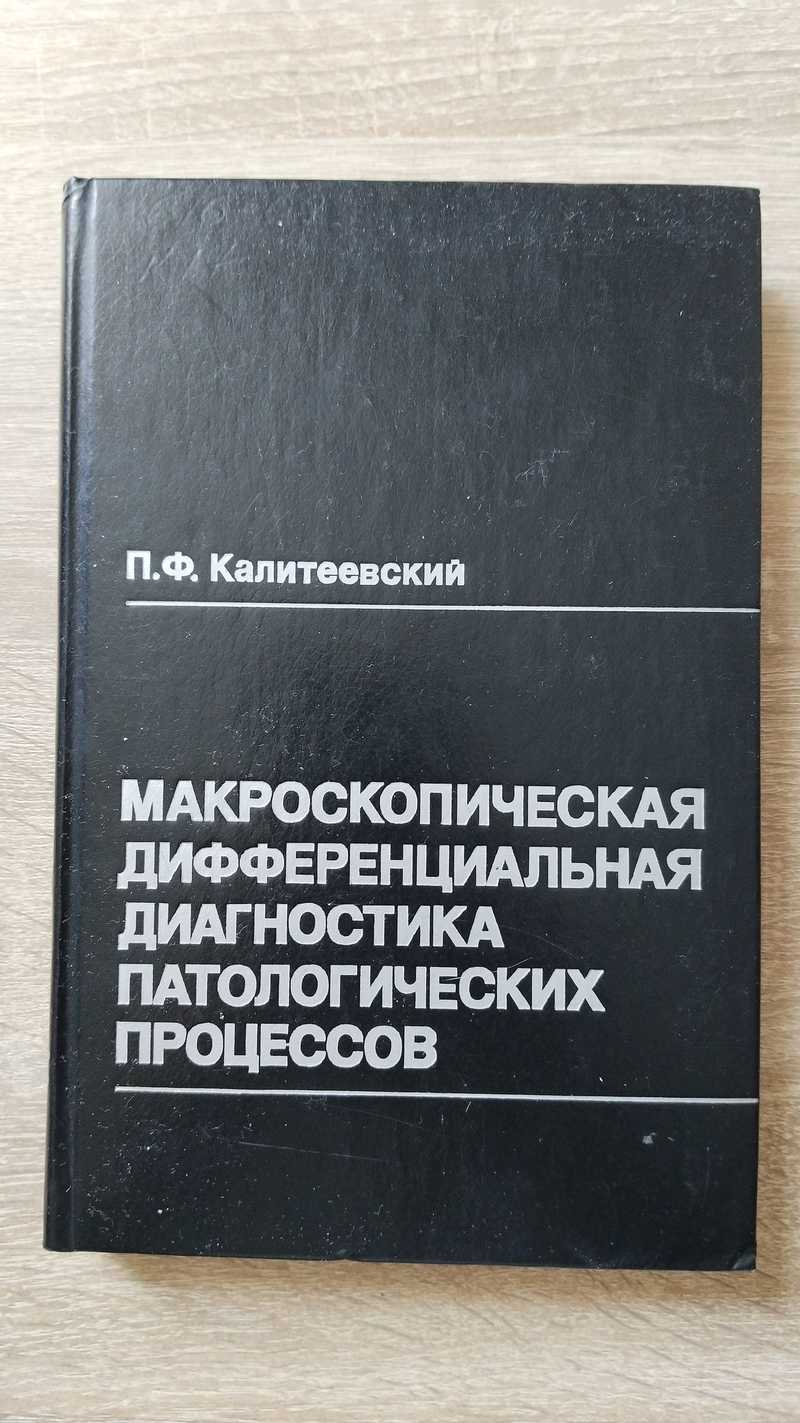 П.Ф. Калитеевский
МАКРОСКОПИЧЕСКАЯ
ДИФФЕРЕНЦИАЛЬНАЯ
ДИАГНОСТИКА
ПАТОЛОГИЧЕСКИХ
ПРОЦЕССОВ